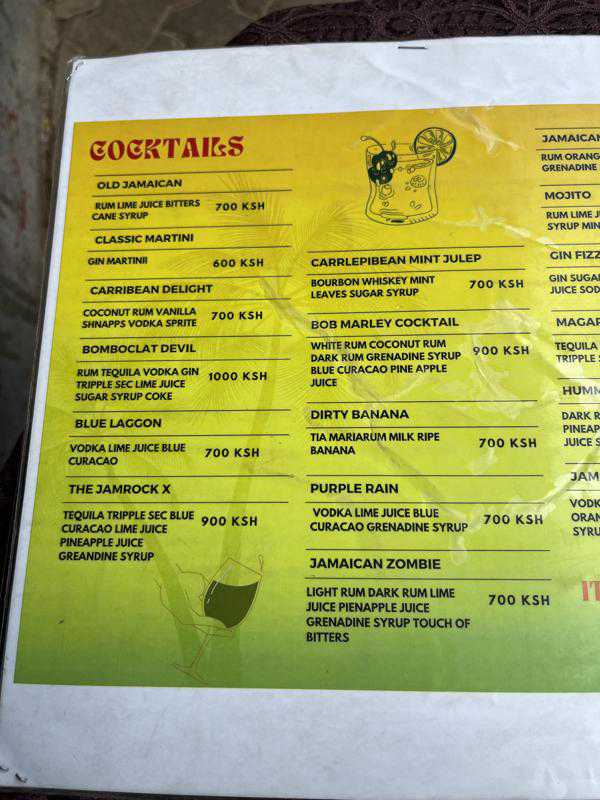 COCKTAILS
OLD JAMAICAN
RUM LIME JUICE BITTERS
CANE SYRUP
700 KSH
CLASSIC MARTINI
GIN MARTINII
600 KSH
CARRIBEAN DELIGHT
COCONUT RUM VANILLA
SHNAPPS VODKA SPRITE
700 KSH
BOMBOCLAT DEVIL
RUM TEQUILA VODKA GIN
TRIPPLE SEC LIME JUICE
SUGAR SYRUP COKE
1000 KSH
BLUE LAGGON
VODKA LIME JUICE BLUE
CURACAO
700 KSH
THE JAMROCK X
TEQUILA TRIPPLE SEC BLUE
CURACAO LIME JUICE
PINEAPPLE JUICE
GREANDINE SYRUP
900 KSH
CARRLEPIBEAN MINT JULEP
BOURBON WHISKEY MINT
LEAVES SUGAR SYRUP
700 KSH
BOB MARLEY COCKTAIL
WHITE RUM COCONUT RUM
DARK RUM GRENADINE SYRUP
BLUE CURACAO PINE APPLE
JUICE
900 KSH
DIRTY BANANA
TIA MARIARUM MILK RIPE
BANANA
700 KSH
PURPLE RAIN
VODKA LIME JUICE BLUE
CURACAO GRENADINE SYRUP
700 KSH
JAMAICAN ZOMBIE
LIGHT RUM DARK RUM LIME
JUICE PIENAPPLE JUICE
GRENADINE SYRUP TOUCH OF
BITTERS
700 KSH
JAMAICAN
RUM ORANG
GRENADINE
MOJITO
RUM LIME J
SYRUP MIN
GIN FIZZ
GIN SUGAR
JUICE SOD
MAGAR
TEQUILA
TRIPPLE S
HUMM
DARK R
PINEAP
JUICE S
JAM
VODK
ORAN
SYRU
IT